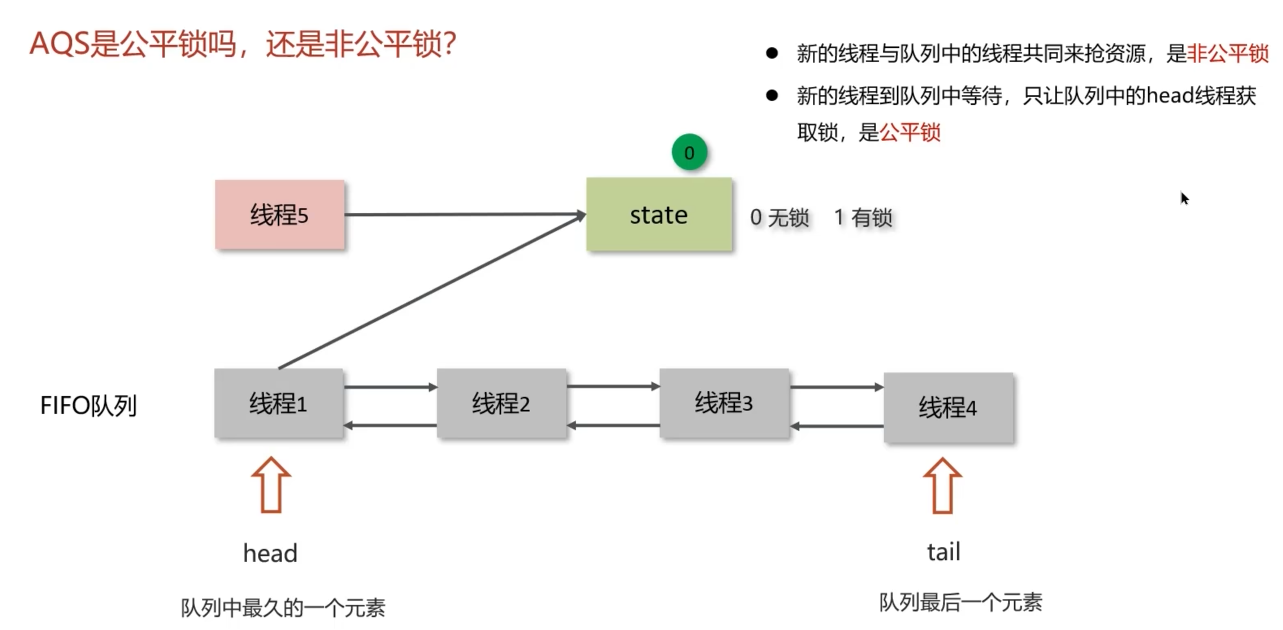 AQS是公平锁吗，还是非公平锁？
● 新的线程与队列中的线程共同来抢资源，是非公平锁
● 新的线程到队列中等待，只让队列中的head线程获
取锁，是公平锁
0
线程5
state
0 无锁 1 有锁
FIFO队列
线程1
线程2
线程3
线程4
head
tail
队列中最久的一个元素
队列最后一个元素